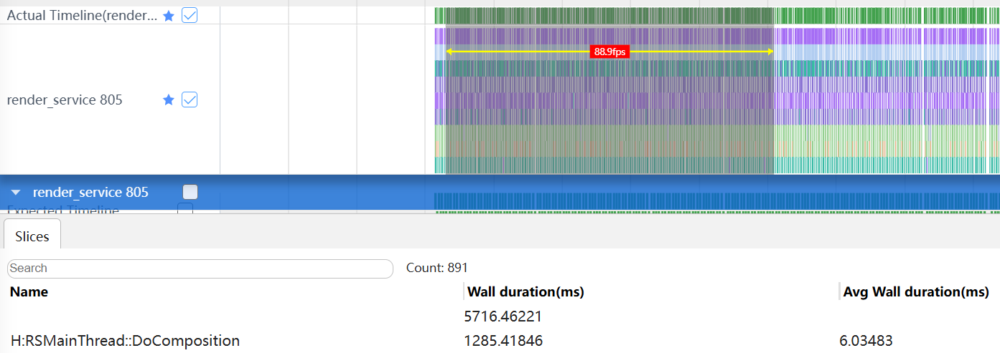 Actual Timeline(render...
88.9fps
render_service 805
render_service 805
Expected Timeline
Slices
Search
Count: 891
Name Wall duration(ms) Avg Wall duration(ms)
5716.46221
H:RSMainThread::DoComposition 1285.41846 6.03483